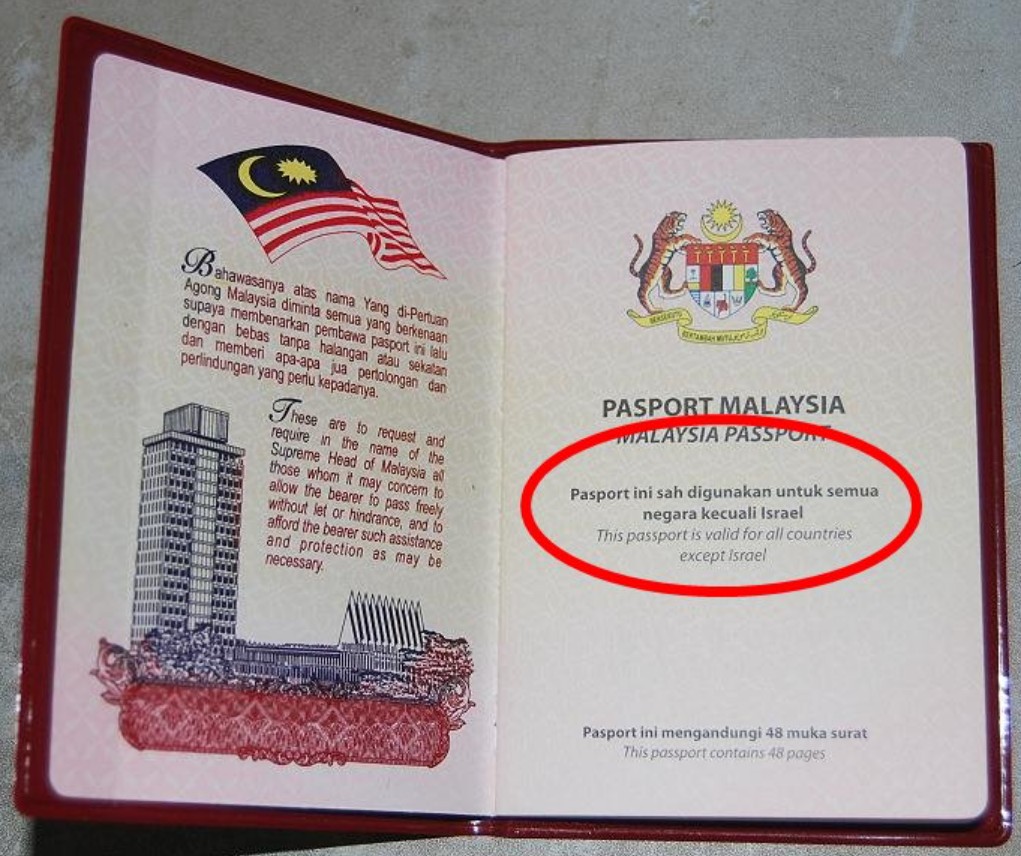 Bahawasanya atas nama Yang di-Pertuan
Agong Malaysia diminta semua yang berkenaan
supaya membenarkan pembawa pasport ini lalu
dengan bebas tanpa halangan atau sekatan
dan memberi apa-apa jua pertolongan dan
perlindungan yang perlu kepadanya.
These are to request and
require in the name of the
Supreme Head of Malaysia all
those whom it may concern to
allow the bearer to pass freely
without let or hindrance, and to
afford the bearer such assistance
and protection as may be
necessary.
BERSEKUTU
BERTAMBAH MUTU
PASPORT MALAYSIA
MALAYSIA PASSPORT
Pasport ini sah digunakan untuk semua
negara kecuali Israel
This passport is valid for all countries
except Israel
Pasport ini mengandungi 48 muka surat
This passport contains 48 pages